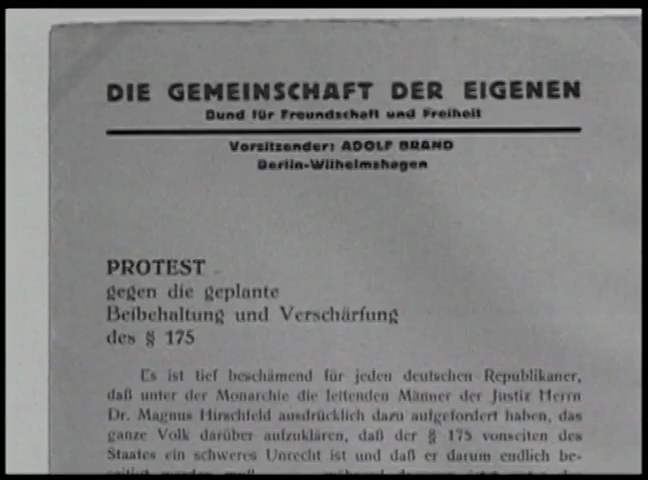 DIE GEMEINSCHAFT DER EIGENEN
Bund für Freundschaft und Freiheit
Vorsitzender: ADOLF BRAND
Berlin-Wilhelmshagen
PROTEST
gegen die geplante
Beibehaltung und Verschärfung
des § 175
Es ist tief beschämend für jeden deutschen Republikaner,
daß unter der Monarchie die leitenden Männer der Justiz Herrn
Dr. Magnus Hirschfeld ausdrücklich dazu aufgefordert haben, das
ganze Volk darüber aufzuklären, daß der § 175 vonseiten des
Staates ein schweres Unrecht ist und daß er darum endlich be-